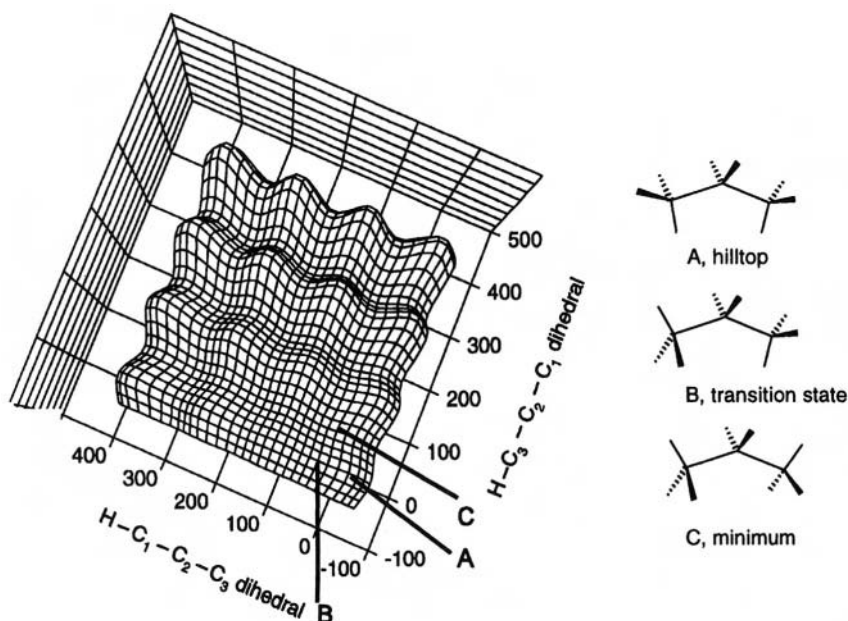 500
400
300
200
100
0
-100
H-C₃-C₂-C₁ dihedral
400
300
200
100
0
-100
H-C₁-C₂-C₃ dihedral
C
A
B
A, hilltop
B, transition state
C, minimum